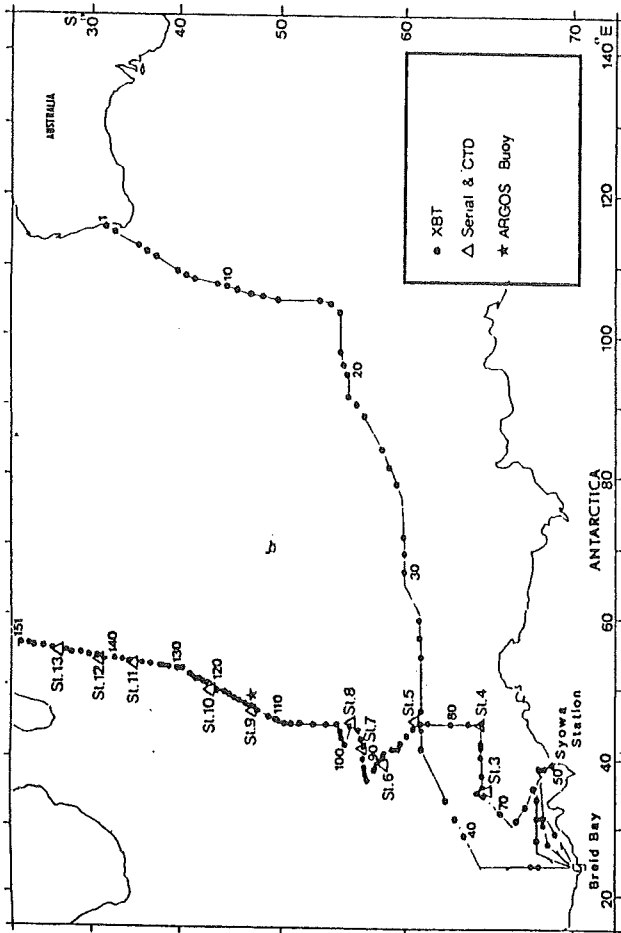 S
30
50
60
70
140°E
120
100
80
60
40
20
AUSTRALIA
1
10
20
30
40
50
70
80
90
100
110
120
130
140
151
● XBT
△ Serial & CTD
★ ARGOS Buoy
St.13
St.12
St.11
St.10
St.9
St.8
St.7
St.6
St.5
St.4
St.3
ANTARCTICA
Syowa
Station
Breid Bay
40